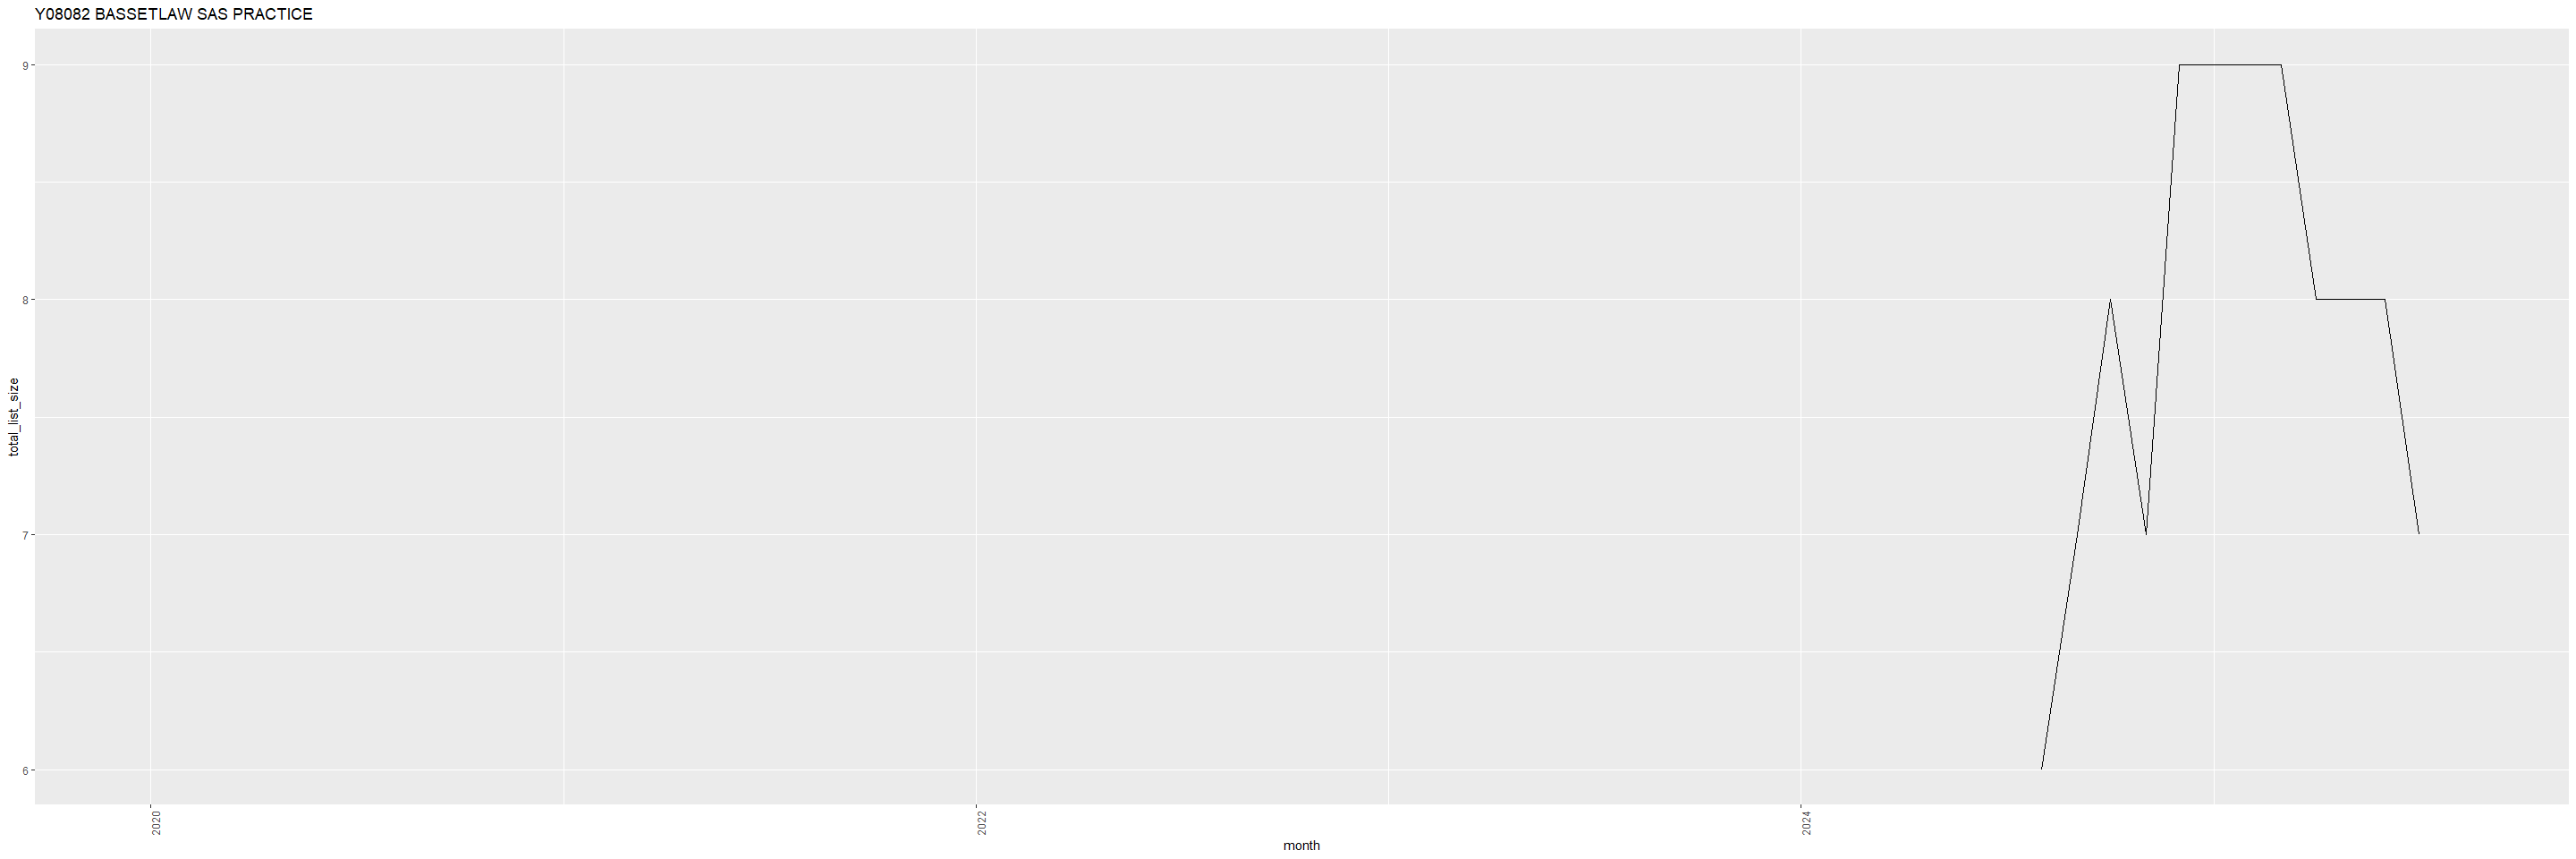 Y08082 BASSETLAW SAS PRACTICE
9
8
7
6
total_list_size
2020
2022
2024
month